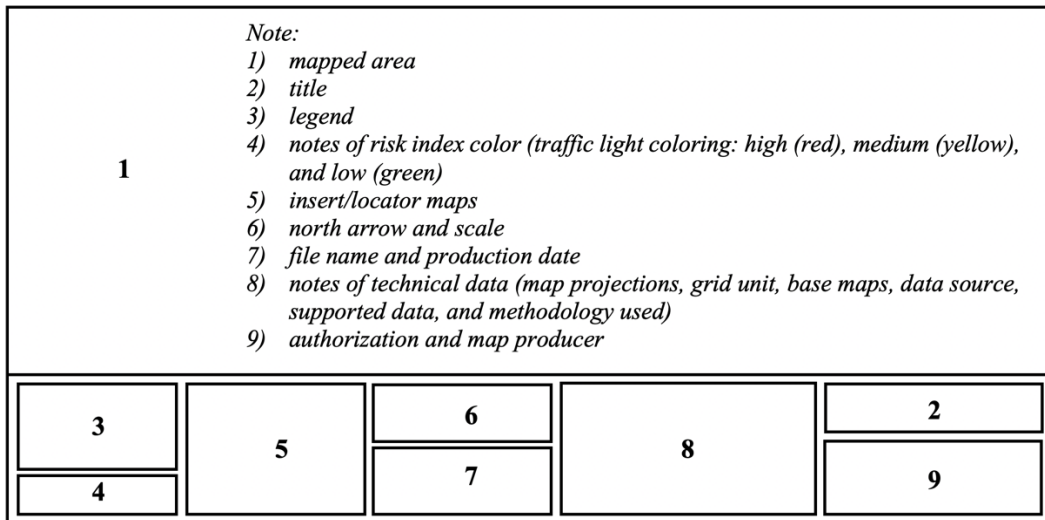 Note:
1) mapped area
2) title
3) legend
4) notes of risk index color (traffic light coloring: high (red), medium (yellow),
and low (green)
5) insert/locator maps
6) north arrow and scale
7) file name and production date
8) notes of technical data (map projections, grid unit, base maps, data source,
supported data, and methodology used)
9) authorization and map producer
1
3
4
5
6
7
8
2
9